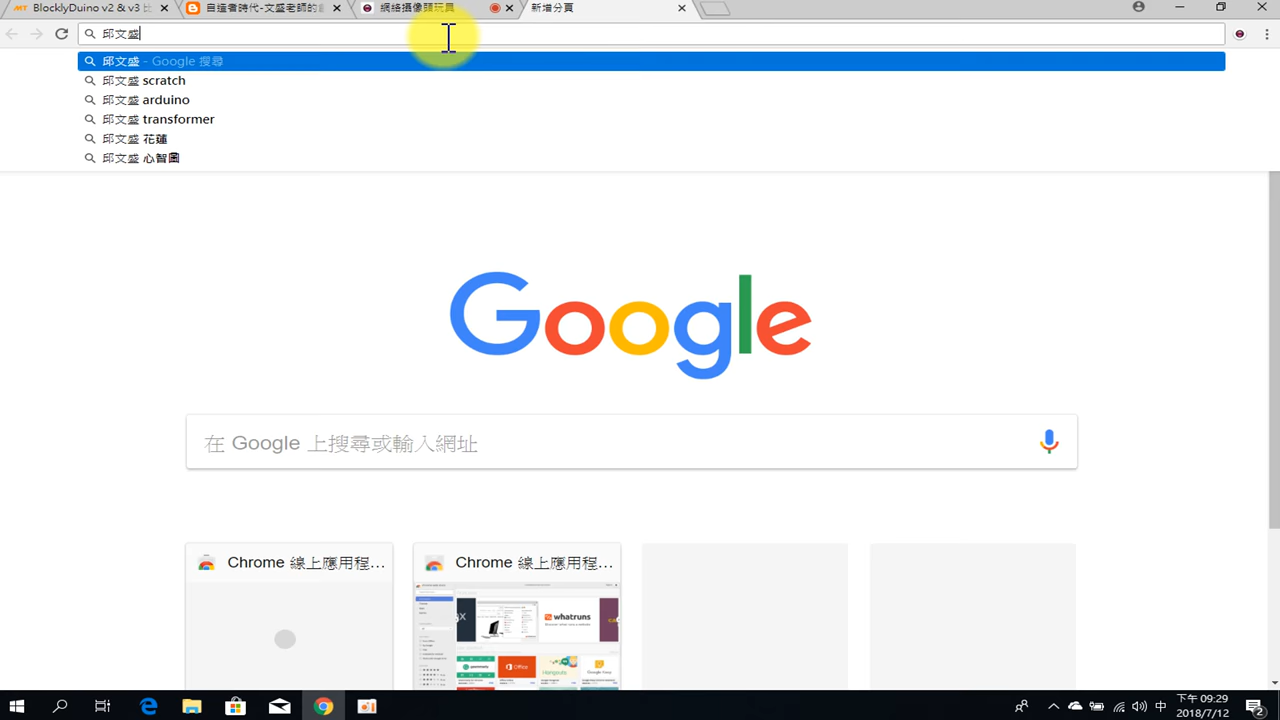 BlocklyDuino v2 & v3 比
自造者時代-文盛老師的創
網絡攝像頭玩具
新增分頁
邱文盛
邱文盛 - Google 搜尋
邱文盛 scratch
邱文盛 arduino
邱文盛 transformer
邱文盛 花蓮
邱文盛 心智圖
Google
在 Google 上搜尋或輸入網址
Chrome 線上應用程...
Chrome 線上應用程...
whatruns
Office
Hangouts
中
下午 09:29
2018/7/12
2